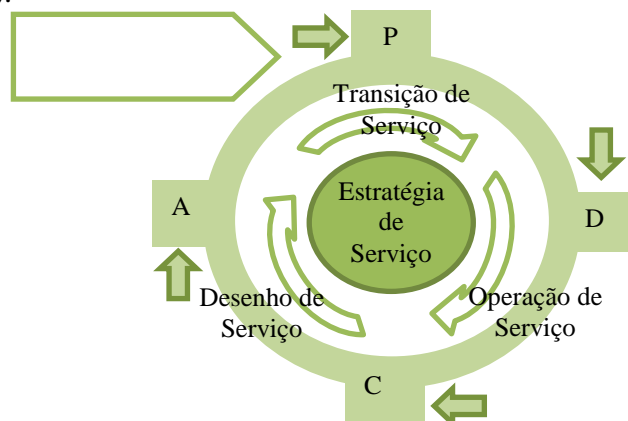 P
Transição de
Serviço
A
Estratégia
de
Serviço
D
Desenho de
Serviço
Operação de
Serviço
C